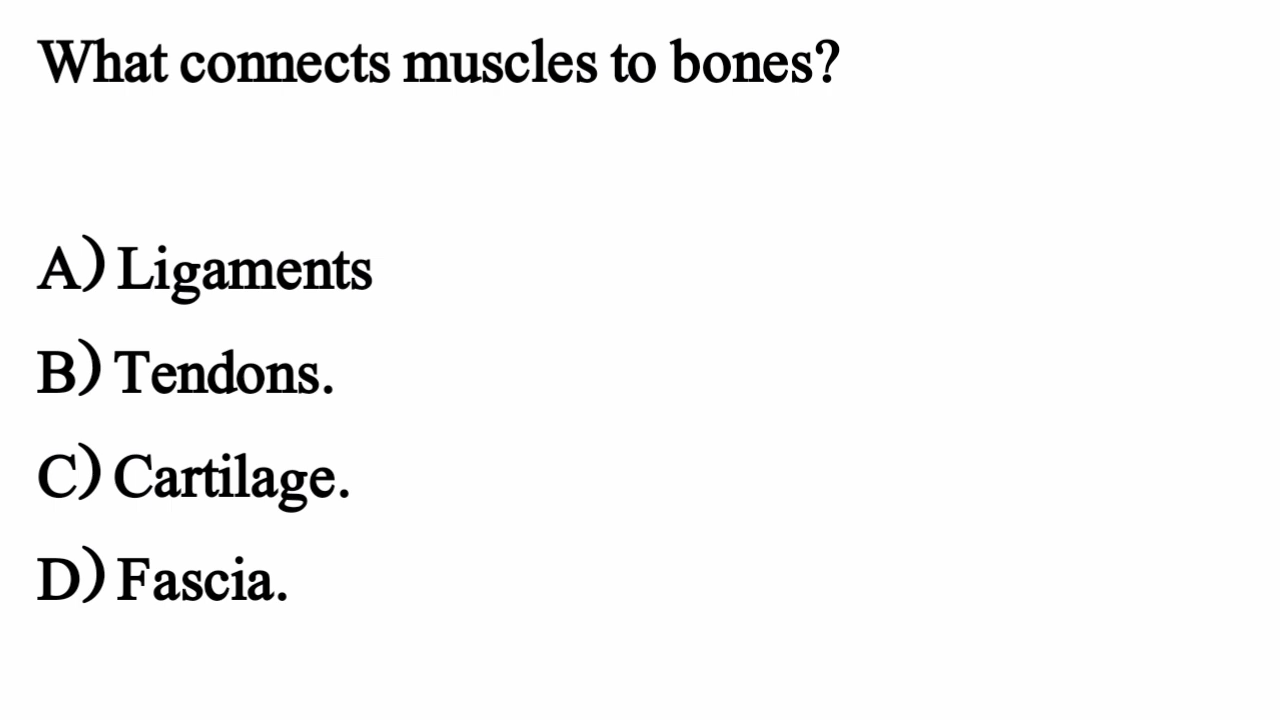 What connects muscles to bones?
A) Ligaments
B) Tendons.
C) Cartilage.
D) Fascia.